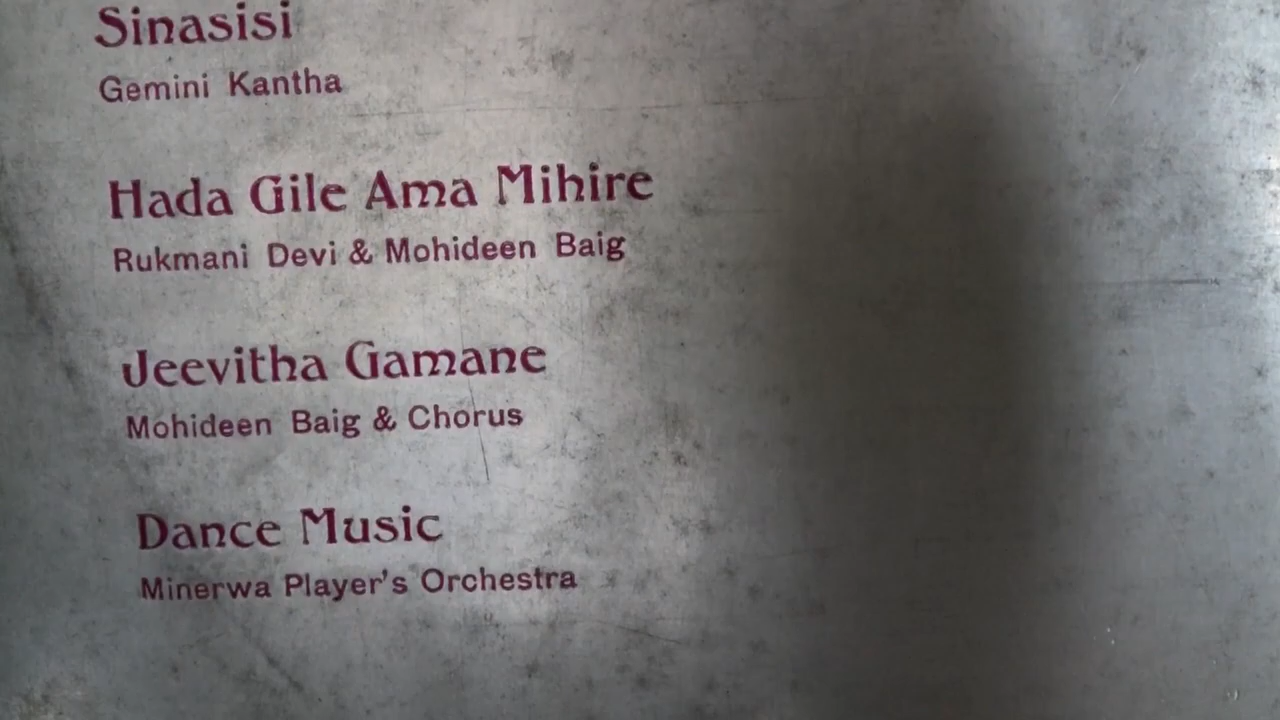 Sinasisi
Gemini Kantha
Hada Gile Ama Mihire
Rukmani Devi & Mohideen Baig
Jeevitha Gamane
Mohideen Baig & Chorus
Dance Music
Minerwa Player's Orchestra